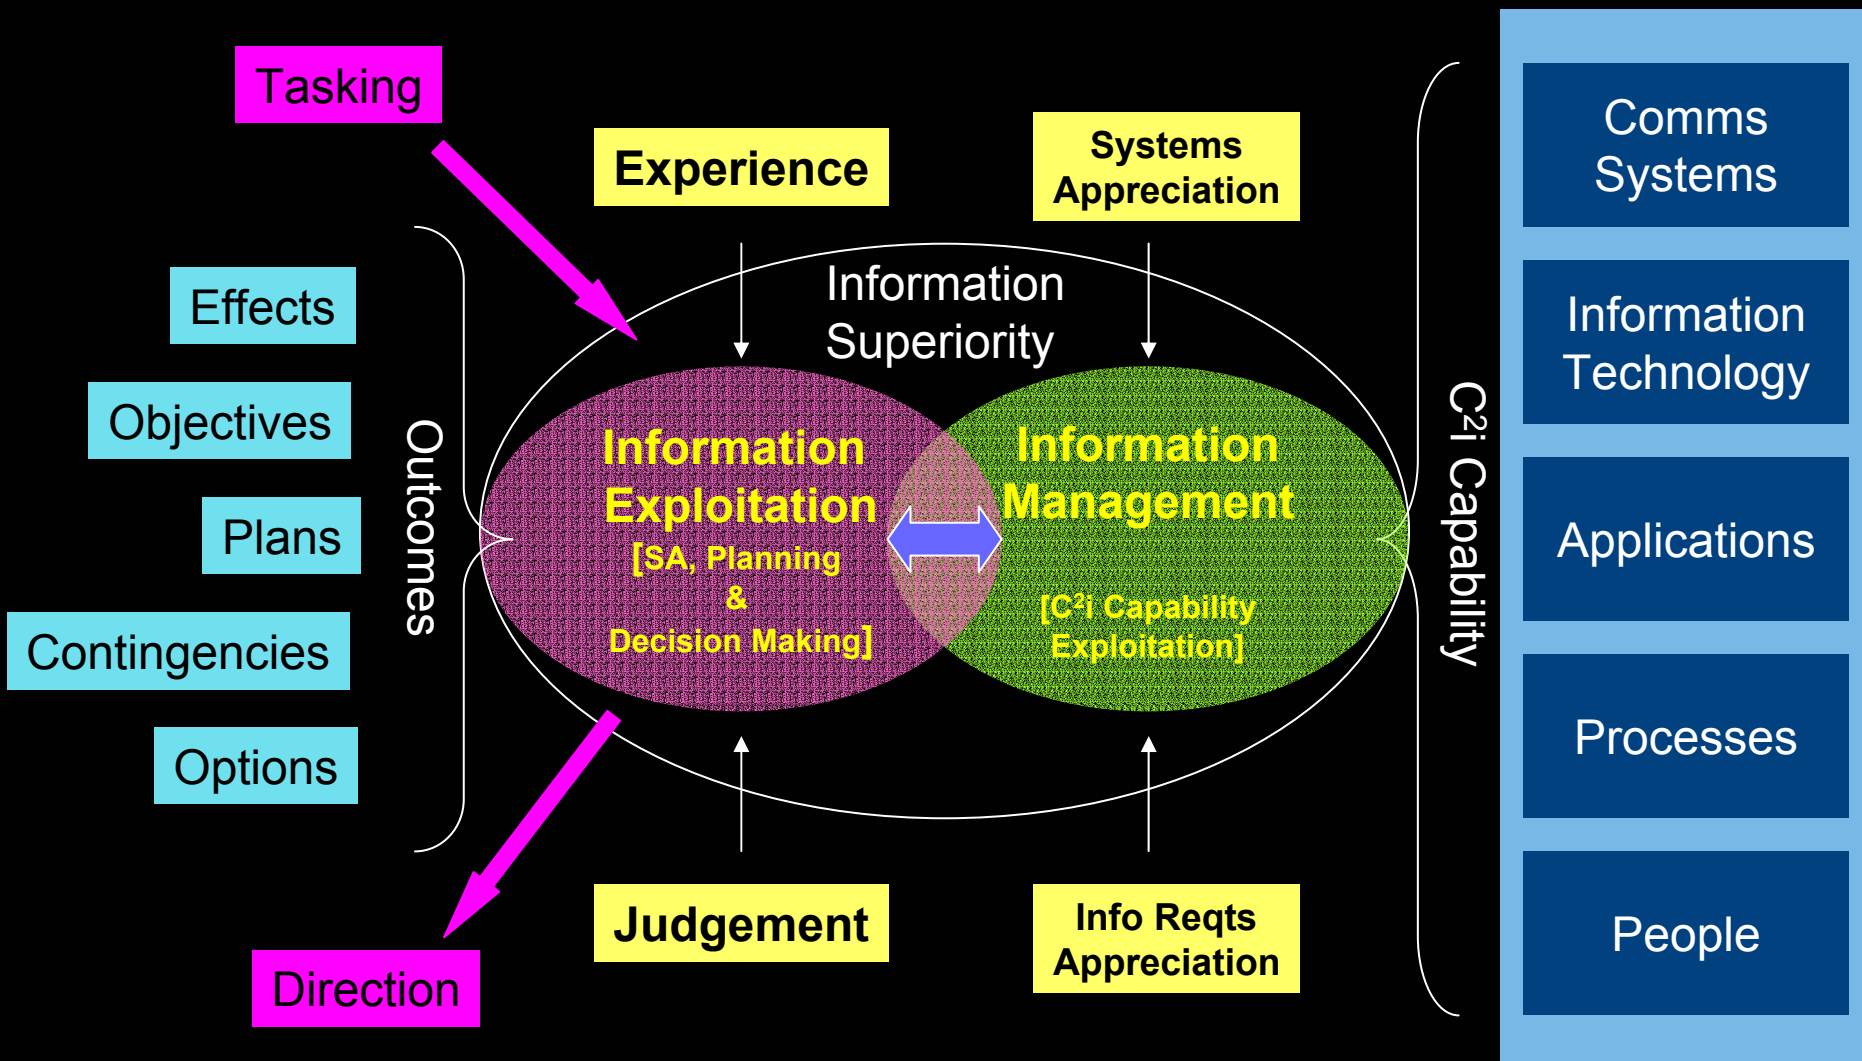 Tasking
Experience
Systems
Appreciation
Information
Superiority
Effects
Objectives
Plans
Contingencies
Options
Outcomes
Information
Exploitation
[SA, Planning
&
Decision Making]
Information
Management
[C²i Capability
Exploitation]
Judgement
Info Reqts
Appreciation
Direction
C²i Capability
Comms
Systems
Information
Technology
Applications
Processes
People